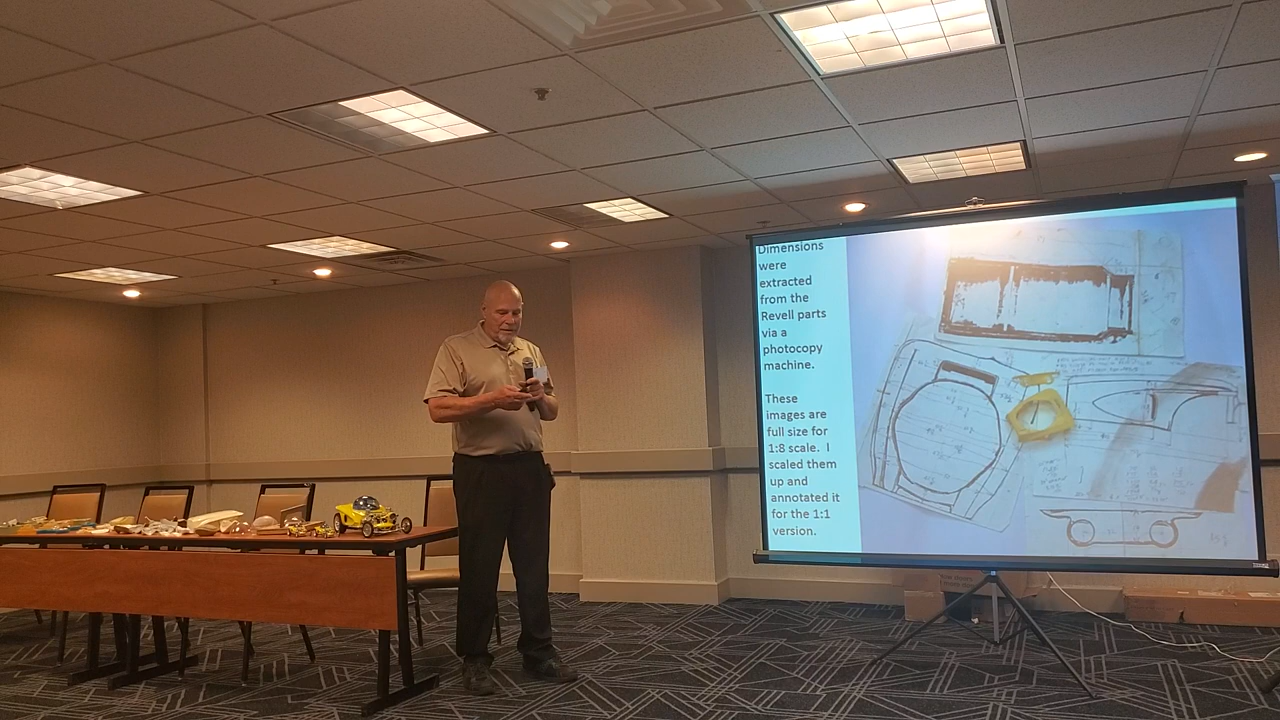 Dimensions
were
extracted
from the
Revell parts
via a
photocopy
machine.
These
images are
full size for
1:8 scale. I
scaled them
up and
annotated it
for the 1:1
version.